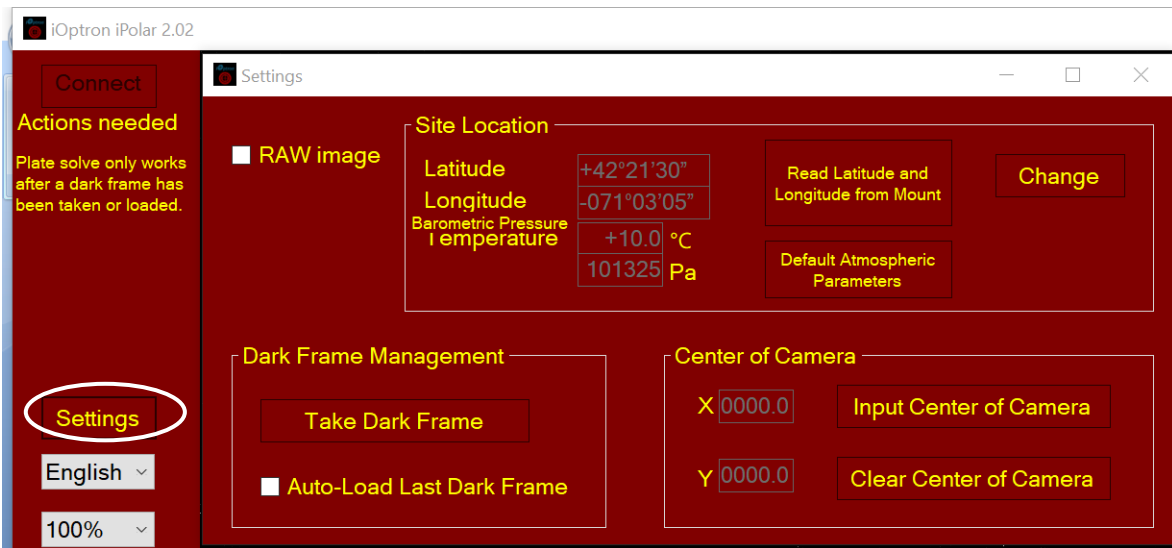 iOptron iPolar 2.02
Connect
Actions needed
Plate solve only works
after a dark frame has
been taken or loaded.
Settings
English
100%
Settings
RAW image
Site Location
Latitude +42°21'30”
Longitude -071°03'05”
Barometric Pressure
Temperature +10.0 °C
101325 Pa
Read Latitude and
Longitude from Mount
Change
Default Atmospheric
Parameters
Dark Frame Management
Take Dark Frame
Auto-Load Last Dark Frame
Center of Camera
X 0000.0 Input Center of Camera
Y 0000.0 Clear Center of Camera